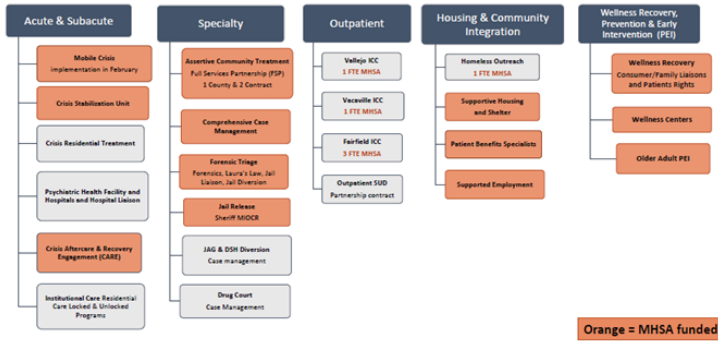 Acute & Subacute
Mobile Crisis
implementation in February
Crisis Stabilization Unit
Crisis Residential Treatment
Psychiatric Health Facility and
Hospitals and Hospital Liaison
Crisis Aftercare & Recovery
Engagement (CARE)
Institutional Care Residential
Care Locked & Unlocked
Programs
Specialty
Assertive Community Treatment
Full Services Partnership (FSP)
1 County & 2 Contract
Comprehensive Case
Management
Forensic Triage
Forensics, Laura's Law, Jail
Liaison, Jail Diversion
Jail Release
Sheriff MIOCR
JAG & DSH Diversion
Case management
Drug Court
Case Management
Outpatient
Vallejo ICC
1 FTE MHSA
Vacaville ICC
1 FTE MHSA
Fairfield ICC
3 FTE MHSA
Outpatient SUD
Partnership contract
Housing & Community
Integration
Homeless Outreach
1 FTE MHSA
Supportive Housing
and Shelter
Patient Benefits Specialists
Supported Employment
Wellness Recovery,
Prevention & Early
Intervention (PEI)
Wellness Recovery
Consumer/Family Liaisons
and Patients Rights
Wellness Centers
Older Adult PEI
Orange = MHSA funded